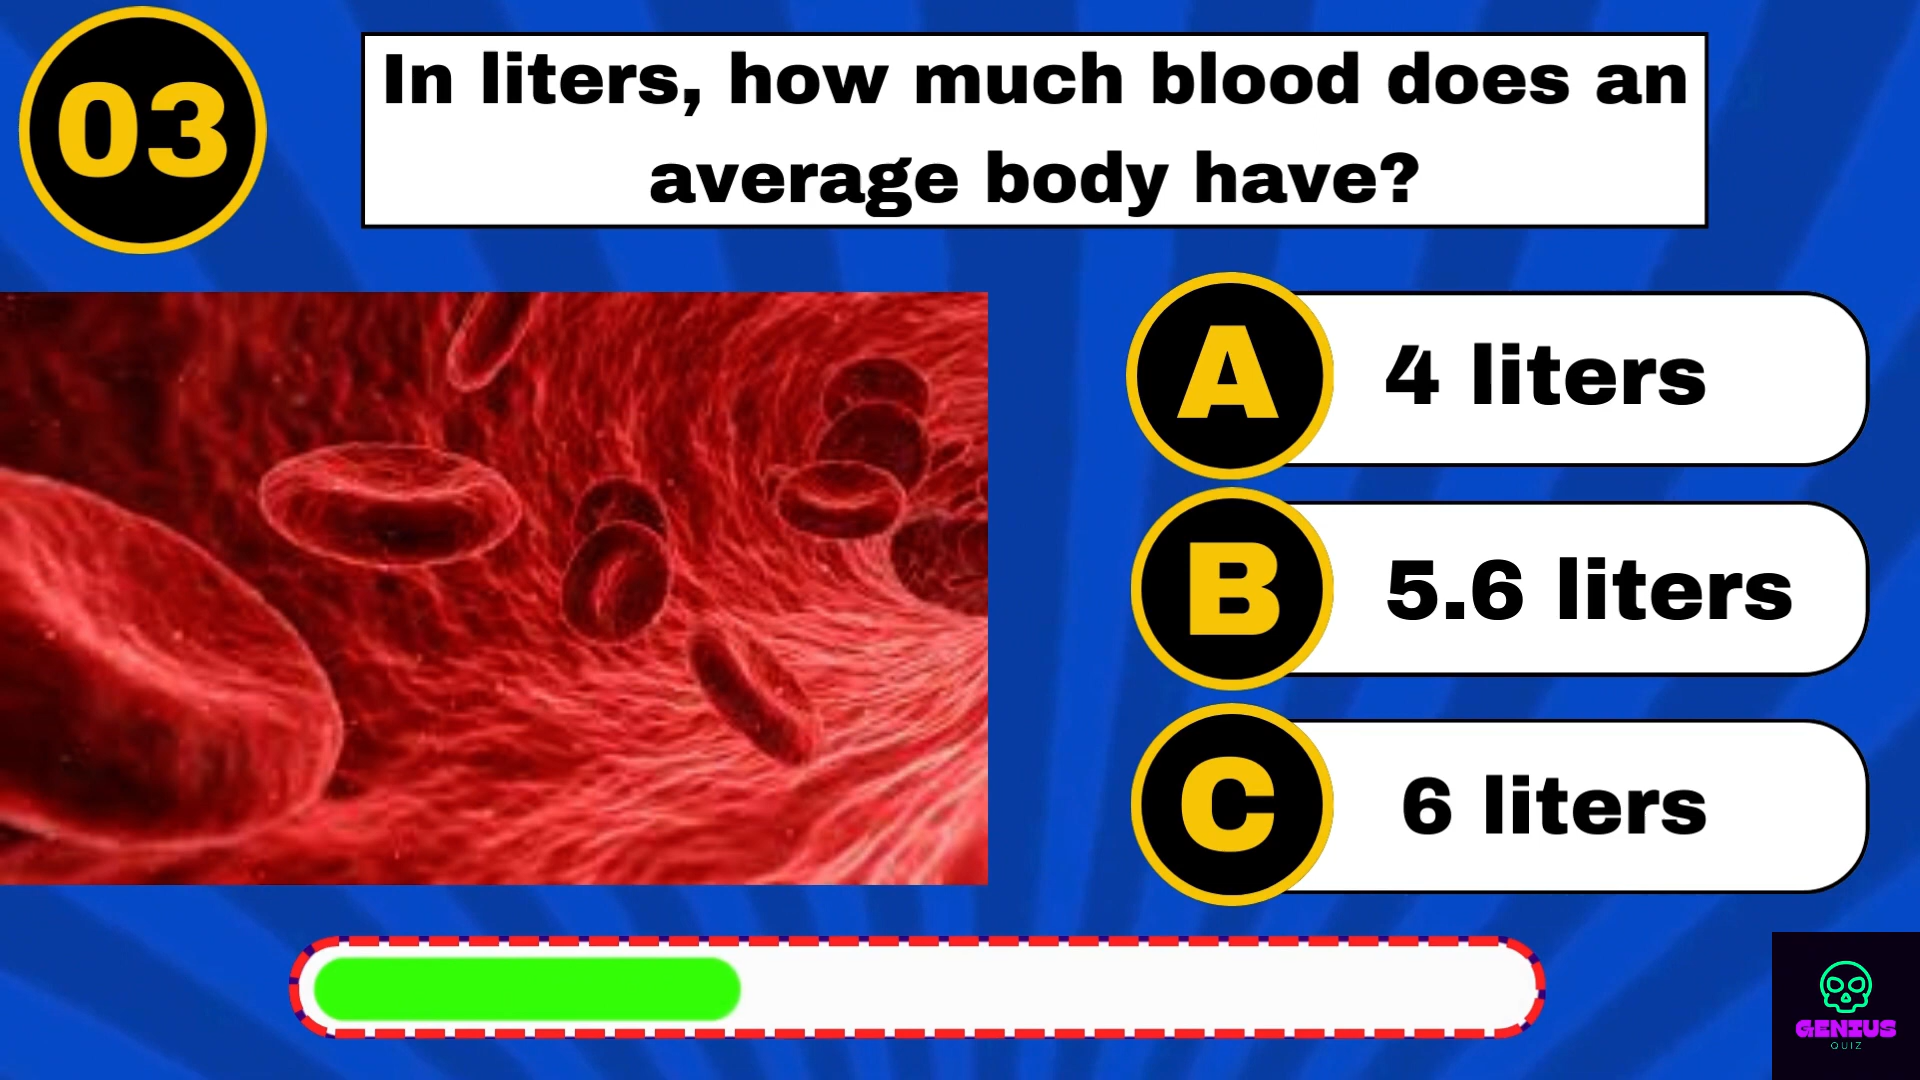 03
In liters, how much blood does an
average body have?
A
4 liters
B
5.6 liters
C
6 liters
GENIUS
QUIZ